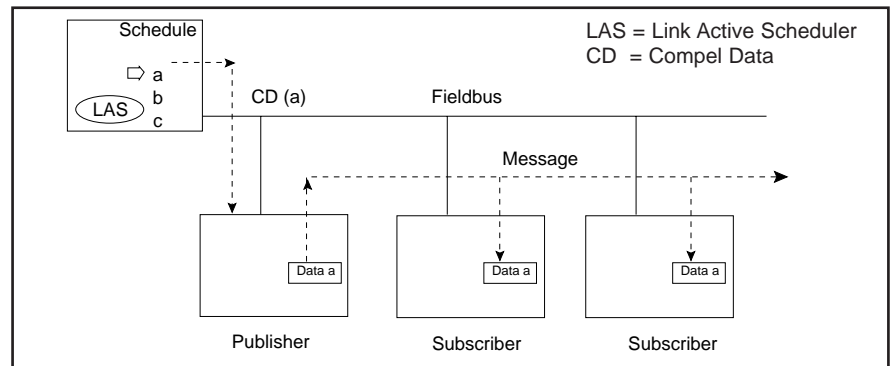 Schedule
LAS = Link Active Scheduler
CD = Compel Data
a
b
c
LAS
CD (a)
Fieldbus
Message
Data a
Data a
Data a
Publisher
Subscriber
Subscriber